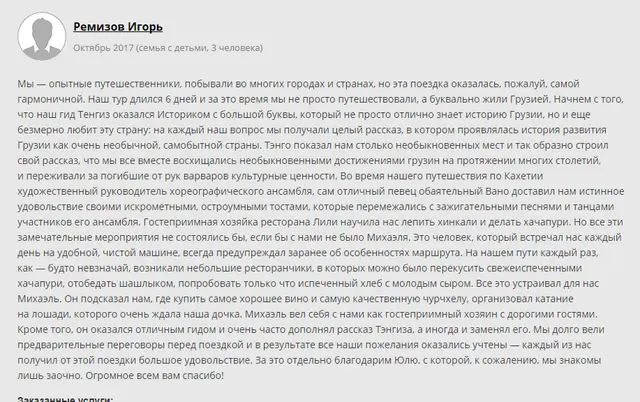 Ремизов Игорь
Октябрь 2017 (семья с детьми, 3 человека)
Мы — опытные путешественники, побывали во многих городах и странах, но эта поездка оказалась, пожалуй, самой
гармоничной. Наш тур длился 6 дней и за это время мы не просто путешествовали, а буквально жили Грузией. Начнем с того,
что наш гид Тенгиз оказался Историком с большой буквы, который не просто отлично знает историю Грузии, но и еще
безмерно любит эту страну: на каждый наш вопрос мы получали целый рассказ, в котором проявлялась история развития
Грузии как очень необычной, самобытной страны. Тэнго показал нам столько необыкновенных мест и так образно строил
свой рассказ, что мы все вместе восхищались необыкновенными достижениями грузин на протяжении многих столетий,
и переживали за погибшие от рук варваров культурные ценности. Во время нашего путешествия по Кахетии
художественный руководитель хореографического ансамбля, сам отличный певец обаятельный Вано доставил нам истинное
удовольствие своими искрометными, остроумными тостами, которые перемежались с зажигательными песнями и танцами
участников его ансамбля. Гостеприимная хозяйка ресторана Лили научила нас лепить хинкали и делать хачапури. Но все эти
замечательные мероприятия не состоялись бы, если бы с нами не было Михаэля. Это человек, который встречал нас каждый
день на удобной, чистой машине, всегда предупреждал заранее об особенностях маршрута. На нашем пути каждый раз,
как — будто невзначай, возникали небольшие ресторанчики, в которых можно было перекусить свежеиспеченными
хачапури, отобедать шашлыком, попробовать только что испеченный хлеб с молодым сыром. Все это устраивал для нас
Михаэль. Он подсказал нам, где купить самое хорошее вино и самую качественную чурчхелу, организовал катание
на лошади, которого очень ждала наша дочка. Михаэль вел себя с нами как гостеприимный хозяин с дорогими гостями.
Кроме того, он оказался отличным гидом и очень часто дополнял рассказ Тэнгиза, а иногда и заменял его. Мы долго вели
предварительные переговоры перед поездкой и в результате все наши пожелания оказались учтены — каждый из нас
получил от этой поездки большое удовольствие. За это отдельно благодарим Юлю, с которой, к сожалению, мы знакомы
лишь заочно. Огромное всем вам спасибо!
Заказанные услуги: